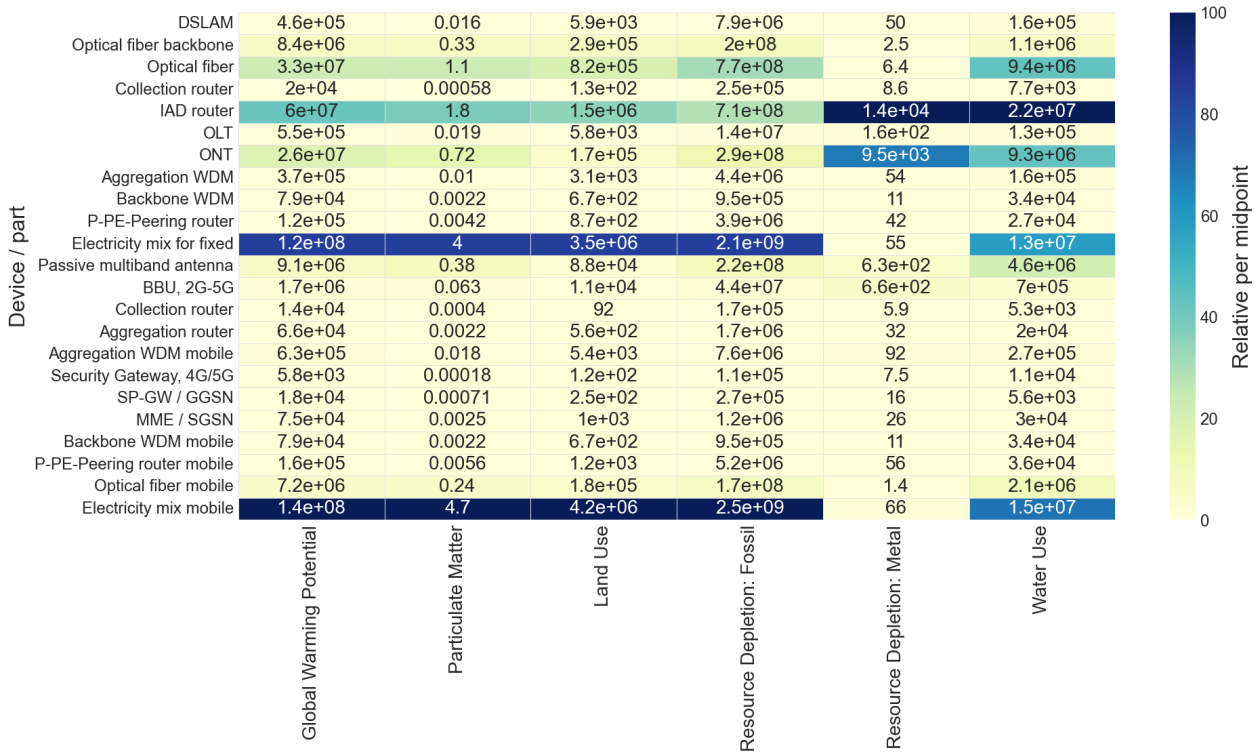 DSLAM 4.6e+05 0.016 5.9e+03 7.9e+06 50 1.6e+05
Optical fiber backbone 8.4e+06 0.33 2.9e+05 2e+08 2.5 1.1e+06
Optical fiber 3.3e+07 1.1 8.2e+05 7.7e+08 6.4 9.4e+06
Collection router 2e+04 0.00058 1.3e+02 2.5e+05 8.6 7.7e+03
IAD router 6e+07 1.8 1.5e+06 7.1e+08 1.4e+04 2.2e+07
OLT 5.5e+05 0.019 5.8e+03 1.4e+07 1.6e+02 1.3e+05
ONT 2.6e+07 0.72 1.7e+05 2.9e+08 9.5e+03 9.3e+06
Aggregation WDM 3.7e+05 0.01 3.1e+03 4.4e+06 54 1.6e+05
Backbone WDM 7.9e+04 0.0022 6.7e+02 9.5e+05 11 3.4e+04
P-PE-Peering router 1.2e+05 0.0042 8.7e+02 3.9e+06 42 2.7e+04
Electricity mix for fixed 1.2e+08 4 3.5e+06 2.1e+09 55 1.3e+07
Passive multiband antenna 9.1e+06 0.38 8.8e+04 2.2e+08 6.3e+02 4.6e+06
BBU, 2G-5G 1.7e+06 0.063 1.1e+04 4.4e+07 6.6e+02 7e+05
Collection router 1.4e+04 0.0004 92 1.7e+05 5.9 5.3e+03
Aggregation router 6.6e+04 0.0022 5.6e+02 1.7e+06 32 2e+04
Aggregation WDM mobile 6.3e+05 0.018 5.4e+03 7.6e+06 92 2.7e+05
Security Gateway, 4G/5G 5.8e+03 0.00018 1.2e+02 1.1e+05 7.5 1.1e+04
SP-GW / GGSN 1.8e+04 0.00071 2.5e+02 2.7e+05 16 5.6e+03
MME / SGSN 7.5e+04 0.0025 1e+03 1.2e+06 26 3e+04
Backbone WDM mobile 7.9e+04 0.0022 6.7e+02 9.5e+05 11 3.4e+04
P-PE-Peering router mobile 1.6e+05 0.0056 1.2e+03 5.2e+06 56 3.6e+04
Optical fiber mobile 7.2e+06 0.24 1.8e+05 1.7e+08 1.4 2.1e+06
Electricity mix mobile 1.4e+08 4.7 4.2e+06 2.5e+09 66 1.5e+07
Device / part
Global Warming Potential
Particulate Matter
Land Use
Resource Depletion: Fossil
Resource Depletion: Metal
Water Use
100
80
60
40
20
0
Relative per midpoint